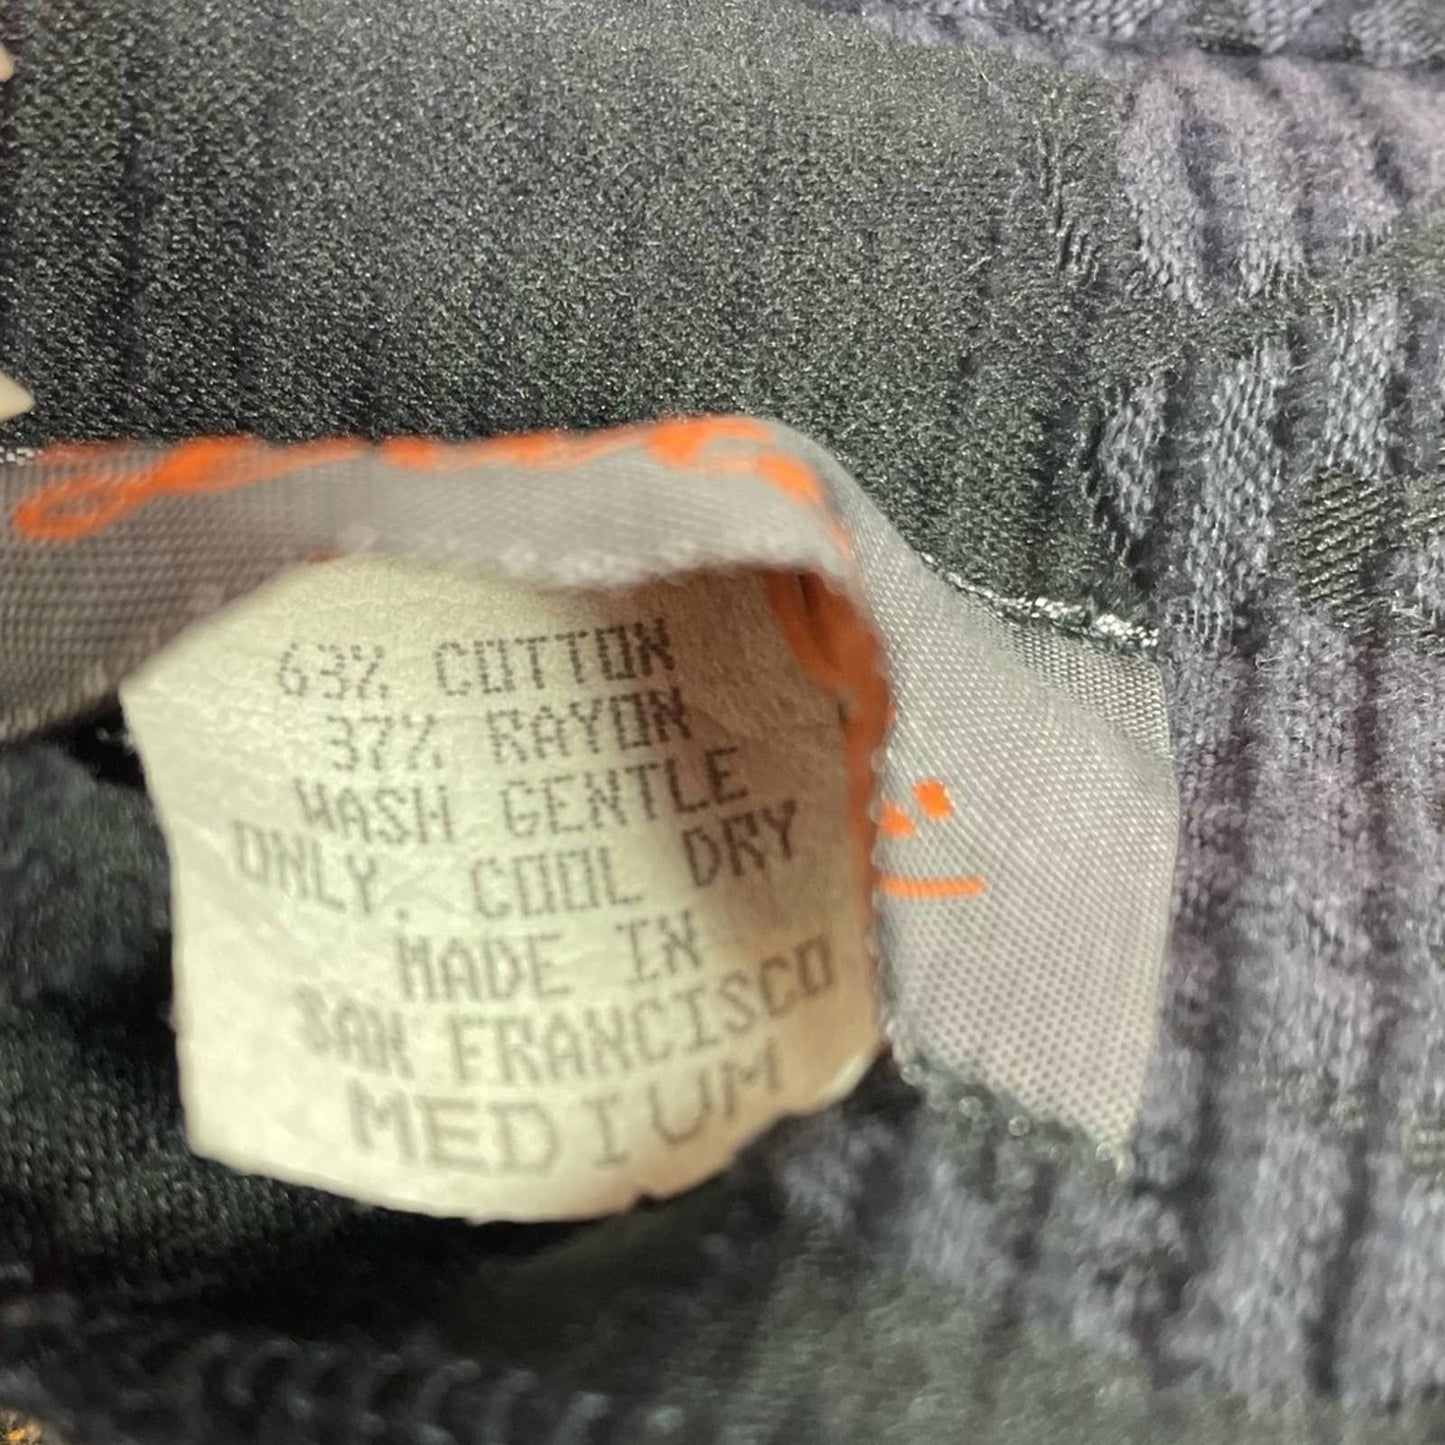 63% COTTON
37% RAYON
WASH GENTLE
ONLY. COOL DRY
MADE IN
SAN FRANCISCO
MEDIUM